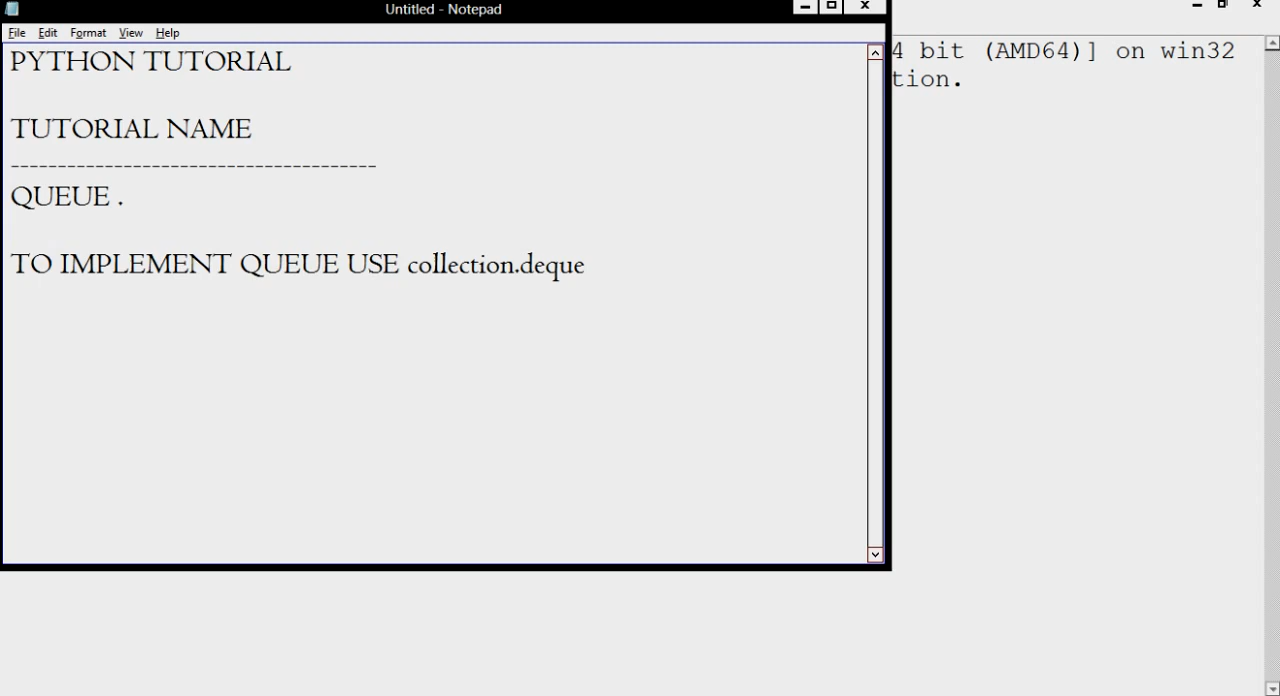 Untitled - Notepad
File Edit Format View Help
PYTHON TUTORIAL
TUTORIAL NAME
---------------------------------------
QUEUE .
TO IMPLEMENT QUEUE USE collection.deque
4 bit (AMD64)] on win32
tion.